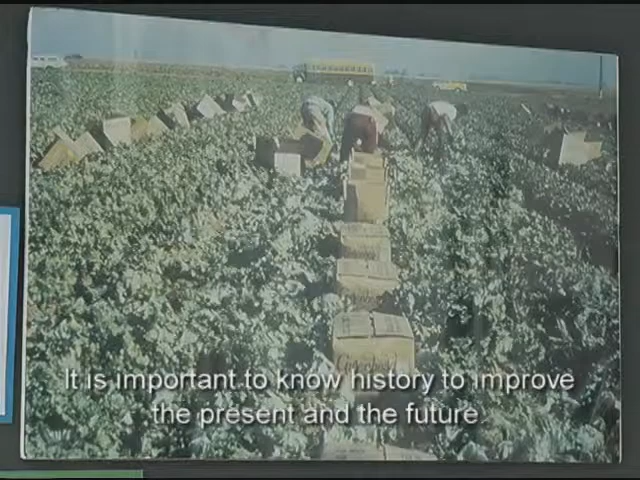 It is important to know history to improve
the present and the future.